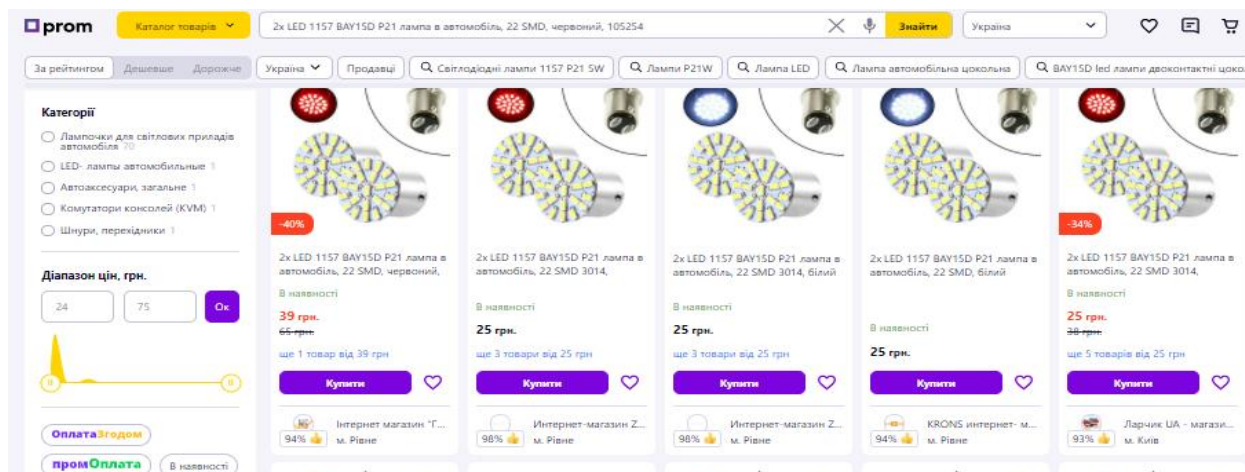 prom
Каталог товарів
2x LED 1157 BAY15D P21 лампа в автомобіль, 22 SMD, червоний, 105254
Знайти
Україна
За рейтингом
Дешевше
Дорожче
Україна
Продавці
Світлодіодні лампи 1157 P21 5W
Лампи P21W
Лампа LED
Лампа автомобільна цокольна
BAY15D led лампи двоконтактні
Категорії
Лампочки для світлових приладів
автомобіля 70
LED- лампы автомобильные 1
Автоаксесуари, загальне 1
Комутатори консолей (KVM) 1
Шнури, перехідники 1
Діапазон цін, грн.
24
75
Ок
ОплатаЗгодом
промОплата
В наявності
-40%
2x LED 1157 BAY15D P21 лампа в
автомобіль, 22 SMD, червоний,
В наявності
39 грн.
65 грн.
ще 1 товар від 39 грн
Купити
Інтернет магазин "Г...
94%
м. Рівне
2x LED 1157 BAY15D P21 лампа в
автомобіль, 22 SMD 3014,
В наявності
25 грн.
ще 3 товари від 25 грн
Купити
Интернет-магазин Z...
98%
м. Рівне
2x LED 1157 BAY15D P21 лампа в
автомобіль, 22 SMD 3014, білий
В наявності
25 грн.
ще 3 товари від 25 грн
Купити
Интернет-магазин Z...
98%
м. Рівне
2x LED 1157 BAY15D P21 лампа в
автомобіль, 22 SMD, білий
В наявності
25 грн.
Купити
KRONS интернет- м...
94%
м. Рівне
-34%
2x LED 1157 BAY15D P21 лампа в
автомобіль, 22 SMD 3014,
В наявності
25 грн.
38 грн.
ще 5 товарів від 25 грн
Купити
Ларчик UA - магази...
93%
м. Київ